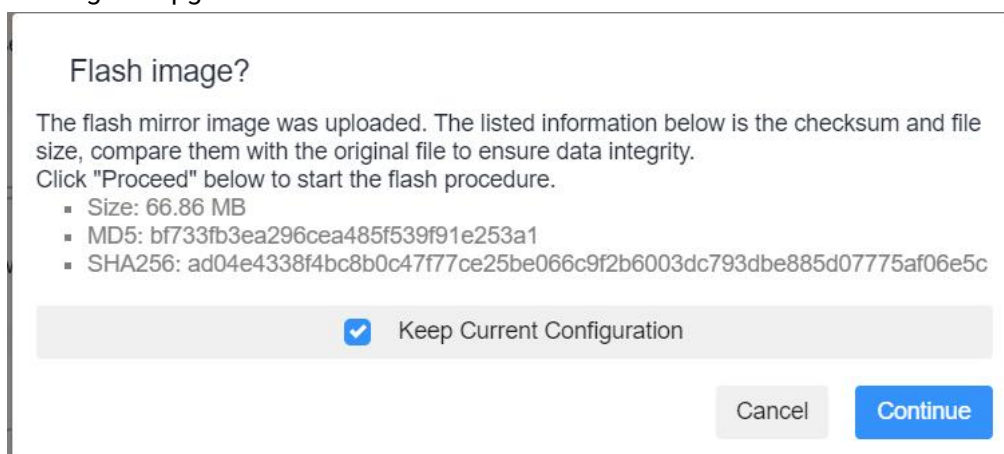 Flash image?
The flash mirror image was uploaded. The listed information below is the checksum and file
size, compare them with the original file to ensure data integrity.
Click "Proceed" below to start the flash procedure.
Size: 66.86 MB
MD5: bf733fb3ea296cea485f539f91e253a1
SHA256: ad04e4338f4bc8b0c47f77ce25be066c9f2b6003dc793dbe885d07775af06e5c
Keep Current Configuration
Cancel Continue